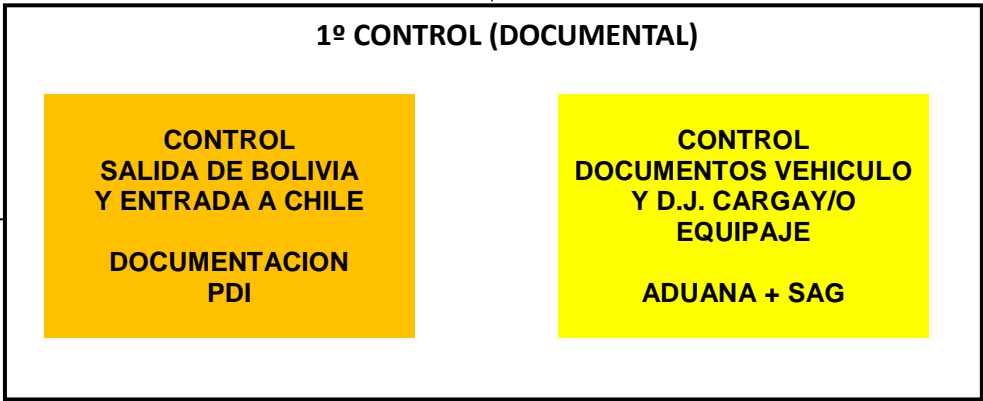 1º CONTROL (DOCUMENTAL)
CONTROL
SALIDA DE BOLIVIA
Y ENTRADA A CHILE
DOCUMENTACION
PDI
CONTROL
DOCUMENTOS VEHICULO
Y D.J. CARGAY/O
EQUIPAJE
ADUANA + SAG